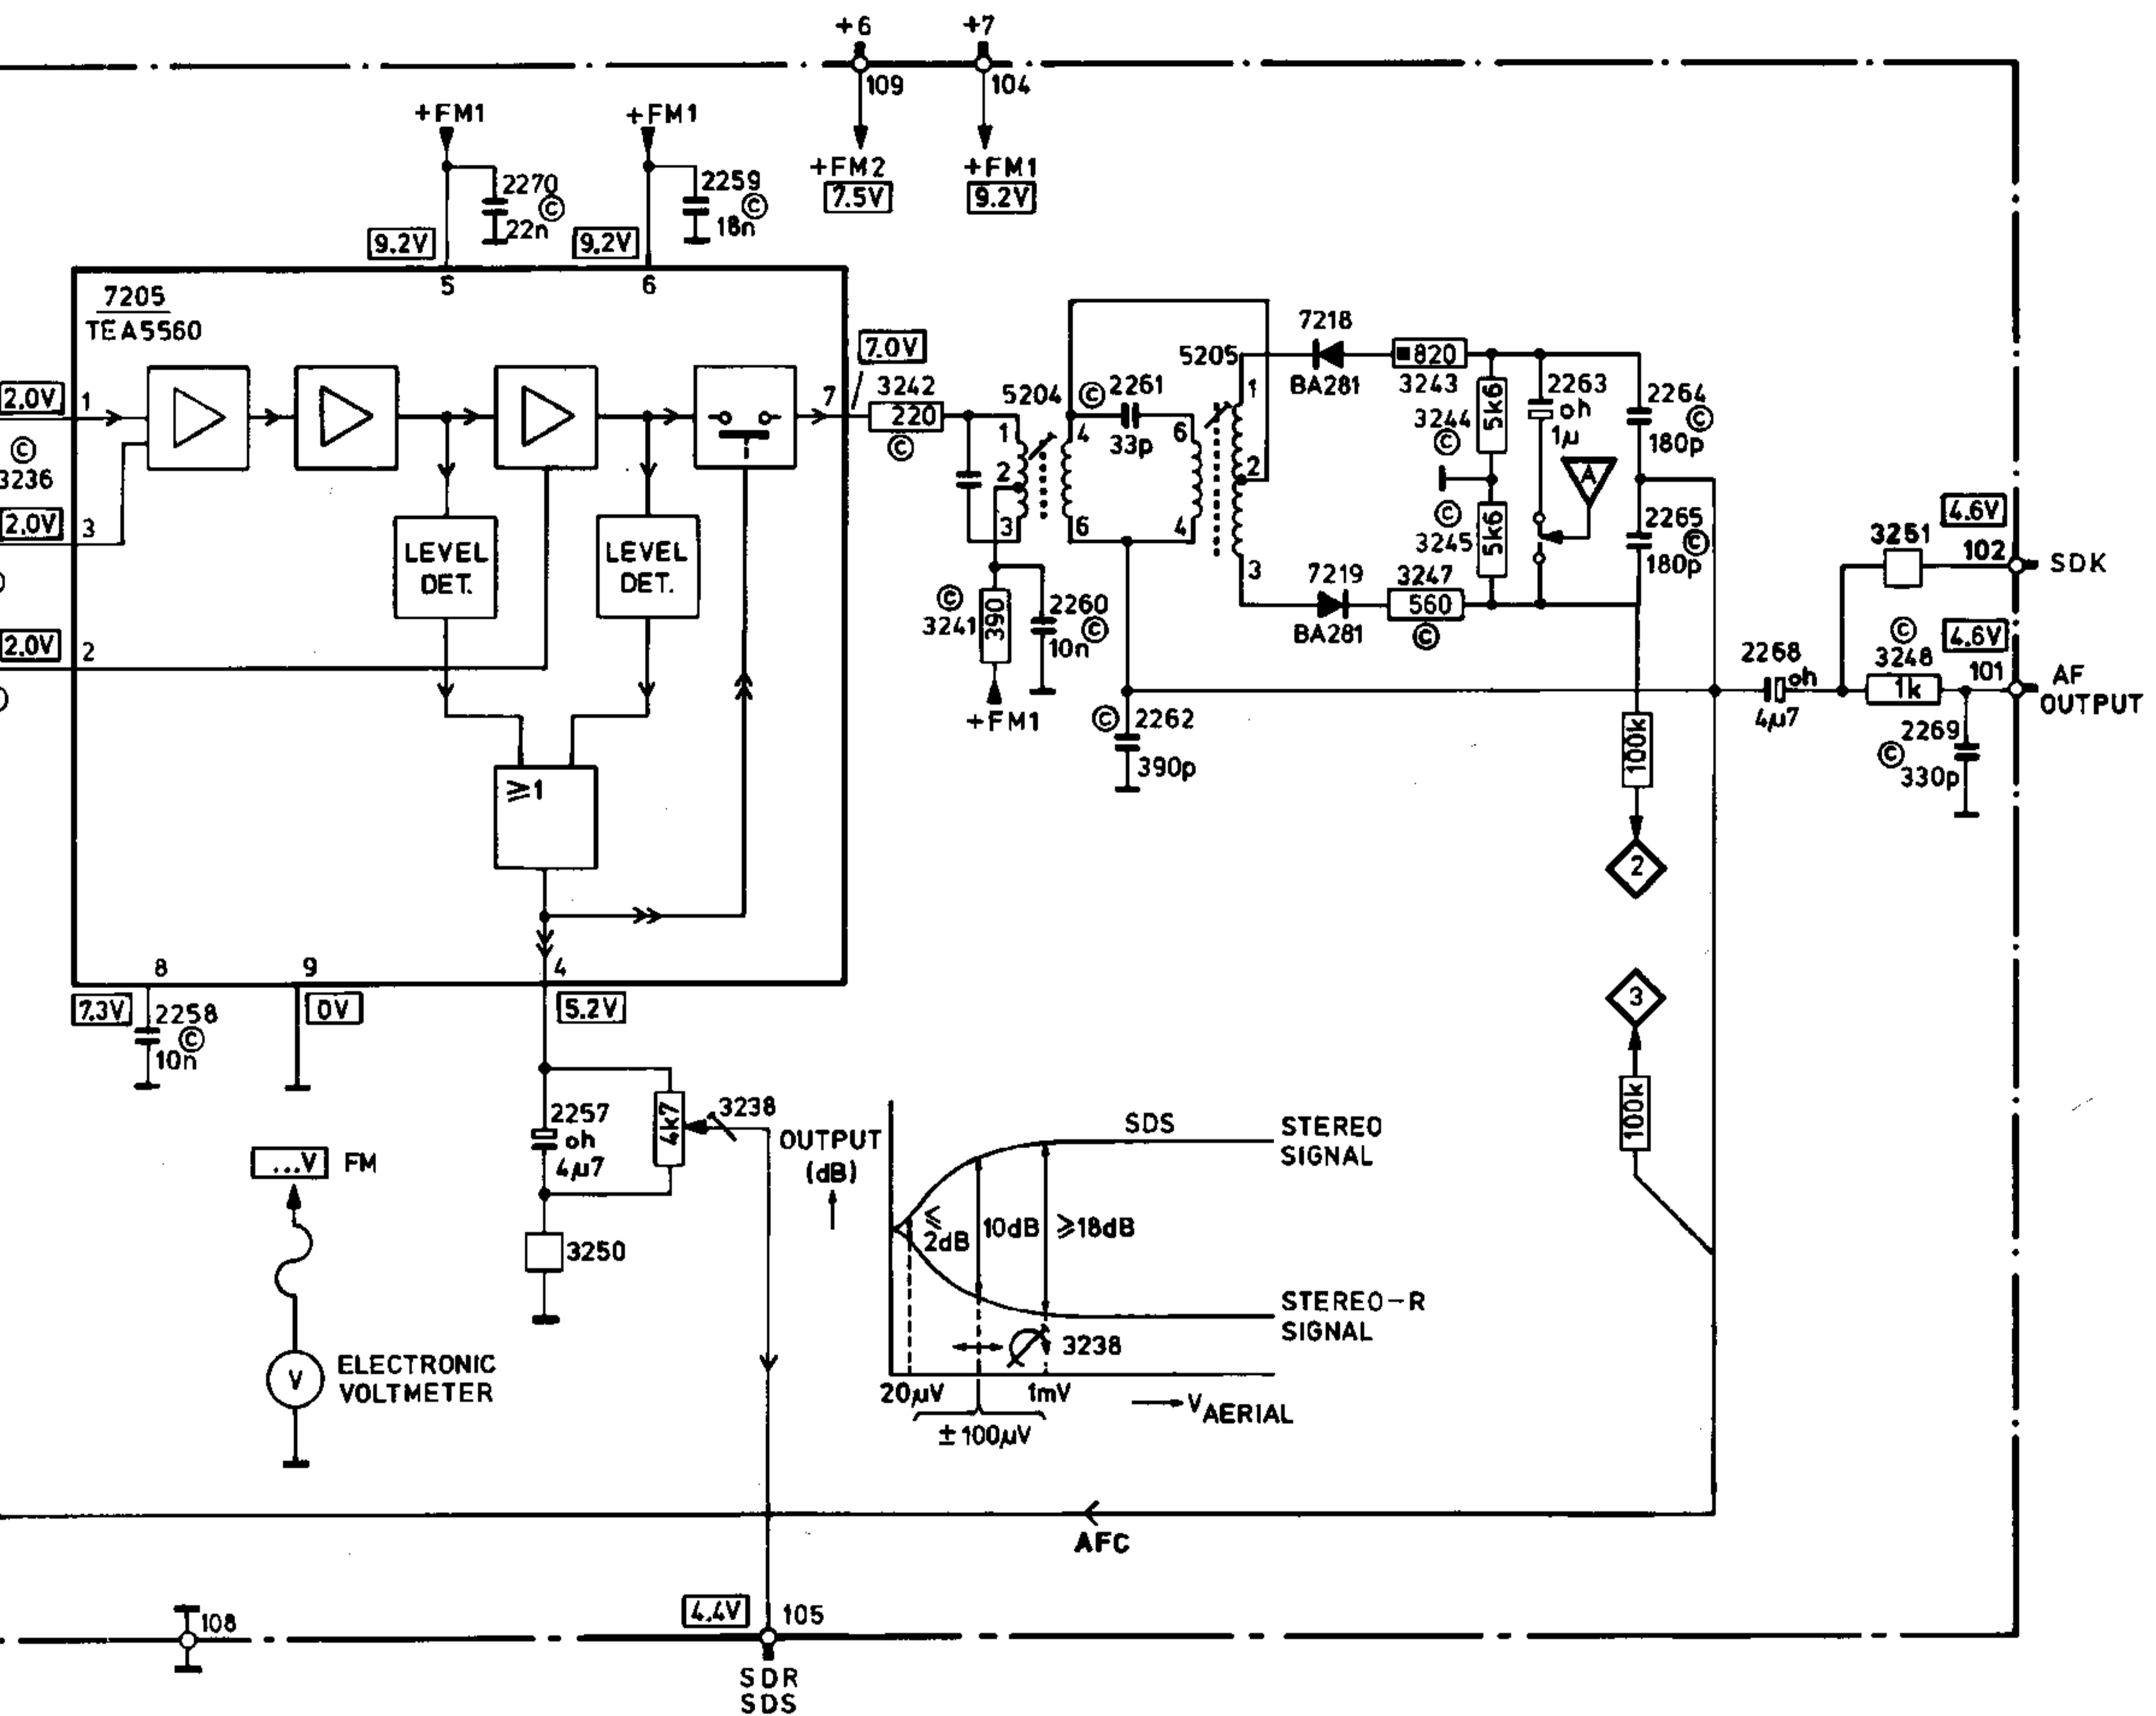 +6
+7
109
104
+FM1
+FM1
+FM2
7.5V
+FM1
9.2V
2270
©
22n
2259
©
18n
9.2V
9.2V
5
6
7205
TEA5560
2.0V
1
©
3236
2.0V
3
2.0V
2
LEVEL
DET.
LEVEL
DET.
≥1
7
7.0V
3242
220
©
5204
1
2
3
4
6
© 2261
33p
6
4
5205
1
2
3
7218
BA281
■820
3243
3244
©
5k6
2263
oh
1µ
2264
©
180p
A
©
3245
5k6
2265
©
180p
7219
BA281
3247
560
©
©
3241
390
2260
©
10n
+FM1
© 2262
390p
100k
2
3
100k
4.6V
3251
102
SDK
©
4.6V
3248
1k
101
AF
OUTPUT
2268
oh
4µ7
2269
©
330p
8
9
4
7.3V
2258
©
10n
0V
5.2V
2257
oh
4µ7
4k7
3238
3250
...V
FM
V
ELECTRONIC
VOLTMETER
OUTPUT
(dB)
SDS
STEREO
SIGNAL
≤
2dB
10dB
≥18dB
STEREO-R
SIGNAL
3238
20µV
1mV
VAERIAL
±100µV
AFC
108
4.4V
105
SDR
SDS